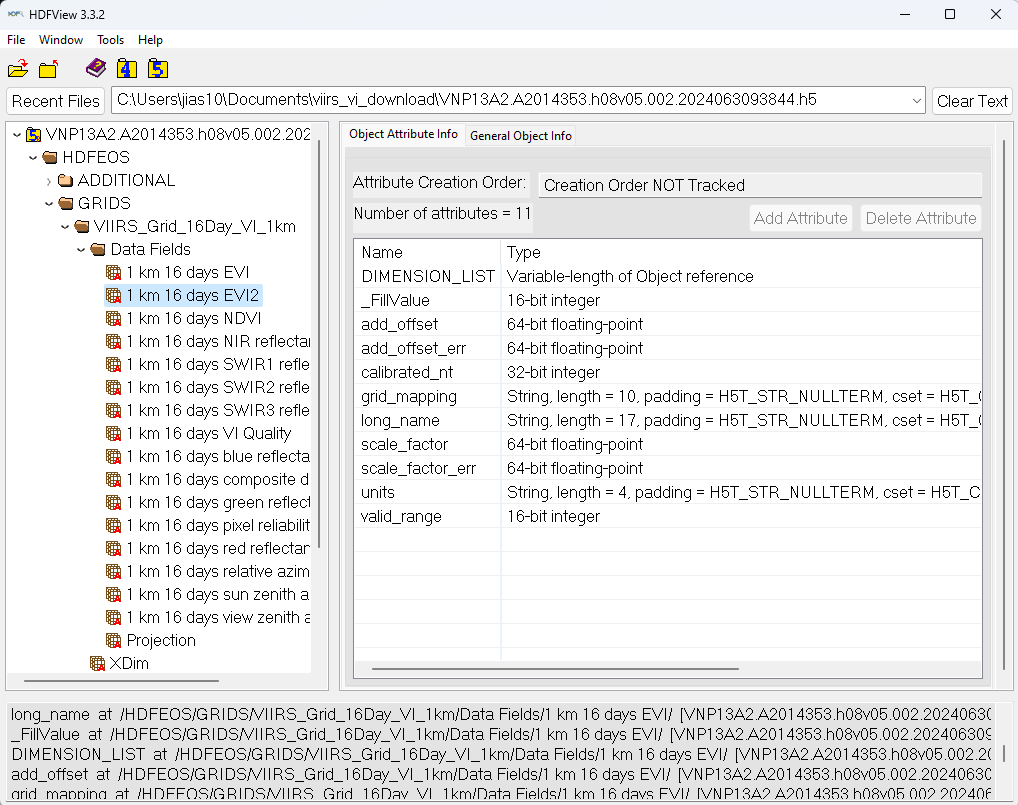 HDFView 3.3.2
File Window Tools Help
Recent Files C:\Users\jias10\Documents\viirs_vi_download\VNP13A2.A2014353.h08v05.002.2024063093844.h5 Clear Text
VNP13A2.A2014353.h08v05.002.202
HDFEOS
ADDITIONAL
GRIDS
VIIRS_Grid_16Day_VI_1km
Data Fields
1 km 16 days EVI
1 km 16 days EVI2
1 km 16 days NDVI
1 km 16 days NIR reflectar
1 km 16 days SWIR1 refle
1 km 16 days SWIR2 refle
1 km 16 days SWIR3 refle
1 km 16 days VI Quality
1 km 16 days blue reflecta
1 km 16 days composite d
1 km 16 days green reflect
1 km 16 days pixel reliabilit
1 km 16 days red reflectar
1 km 16 days relative azim
1 km 16 days sun zenith a
1 km 16 days view zenith a
Projection
XDim
Object Attribute Info General Object Info
Attribute Creation Order: Creation Order NOT Tracked
Number of attributes = 11 Add Attribute Delete Attribute
Name Type
DIMENSION_LIST Variable-length of Object reference
_FillValue 16-bit integer
add_offset 64-bit floating-point
add_offset_err 64-bit floating-point
calibrated_nt 32-bit integer
grid_mapping String, length = 10, padding = H5T_STR_NULLTERM, cset = H5T_C
long_name String, length = 17, padding = H5T_STR_NULLTERM, cset = H5T_C
scale_factor 64-bit floating-point
scale_factor_err 64-bit floating-point
units String, length = 4, padding = H5T_STR_NULLTERM, cset = H5T_C
valid_range 16-bit integer
long_name at /HDFEOS/GRIDS/VIIRS_Grid_16Day_VI_1km/Data Fields/1 km 16 days EVI/ [VNP13A2.A2014353.h08v05.002.20240630
_FillValue at /HDFEOS/GRIDS/VIIRS_Grid_16Day_VI_1km/Data Fields/1 km 16 days EVI/ [VNP13A2.A2014353.h08v05.002.202406309
DIMENSION_LIST at /HDFEOS/GRIDS/VIIRS_Grid_16Day_VI_1km/Data Fields/1 km 16 days EVI/ [VNP13A2.A2014353.h08v05.002.20
add_offset at /HDFEOS/GRIDS/VIIRS_Grid_16Day_VI_1km/Data Fields/1 km 16 days EVI/ [VNP13A2.A2014353.h08v05.002.20240630
grid_mapping at /HDFEOS/GRIDS/VIIRS_Grid_16Day_VI_1km/Data Fields/1 km 16 days EVI/ [VNP13A2.A2014353.h08v05.002.20240